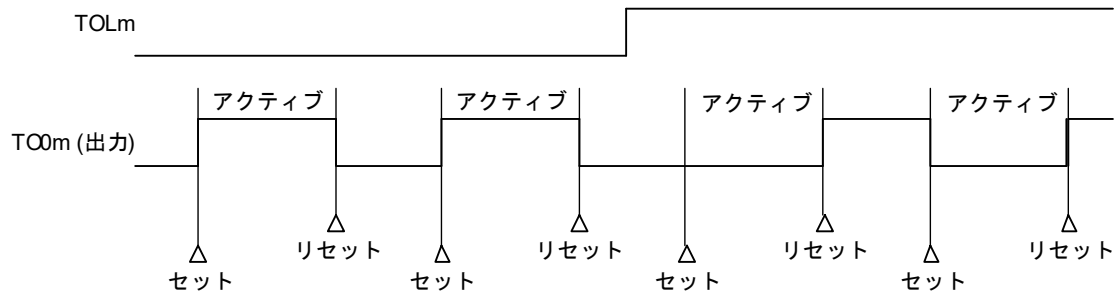 TOLm
アクティブ アクティブ アクティブ アクティブ
TO0m (出力)
リセット リセット リセット リセット
セット セット セット セット